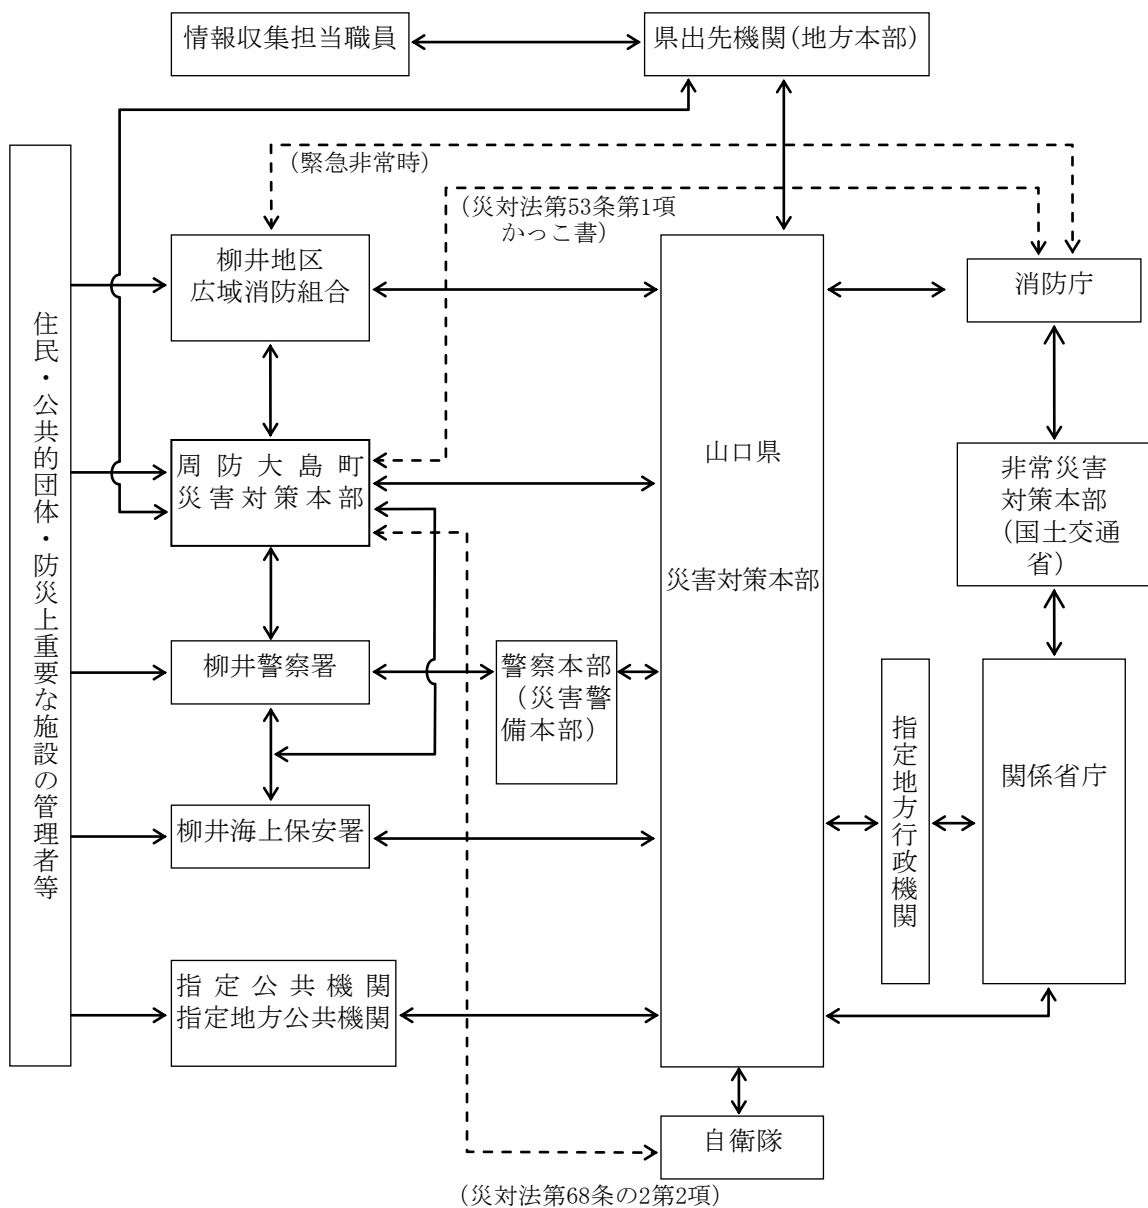 情報収集担当職員
県出先機関(地方本部)
(緊急非常時)
(災対法第53条第1項
かっこ書)
柳井地区
広域消防組合
消防庁
住民・公共的団体・防災上重要な施設の管理者等
周防大島町
災害対策本部
山口県
災害対策本部
非常災害
対策本部
(国土交通
省)
柳井警察署
警察本部
(災害警
備本部)
指定地方行政機関
関係省庁
柳井海上保安署
指定公共機関
指定地方公共機関
自衛隊
(災対法第68条の2第2項)